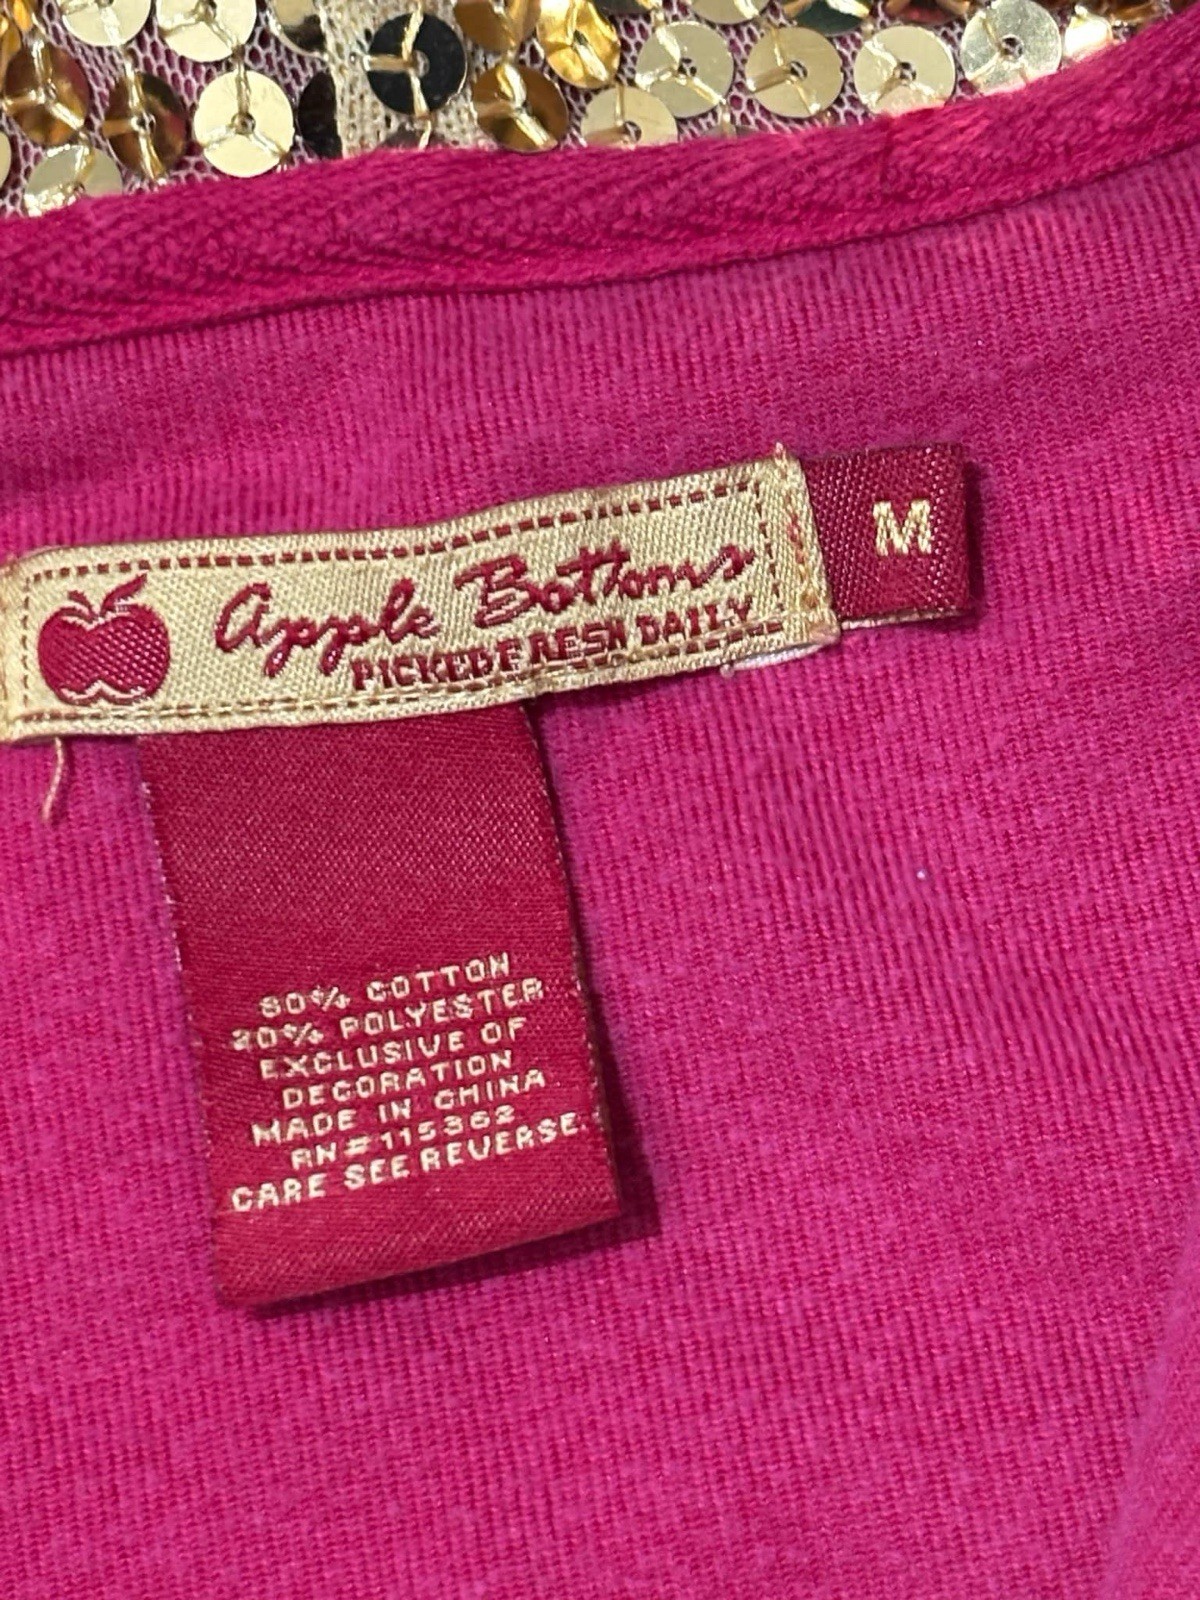 Apple Bottoms
PICKED FRESH DAILY
M
80% COTTON
20% POLYESTER
EXCLUSIVE OF
DECORATION
MADE IN CHINA
RN#115362
CARE SEE REVERSE.